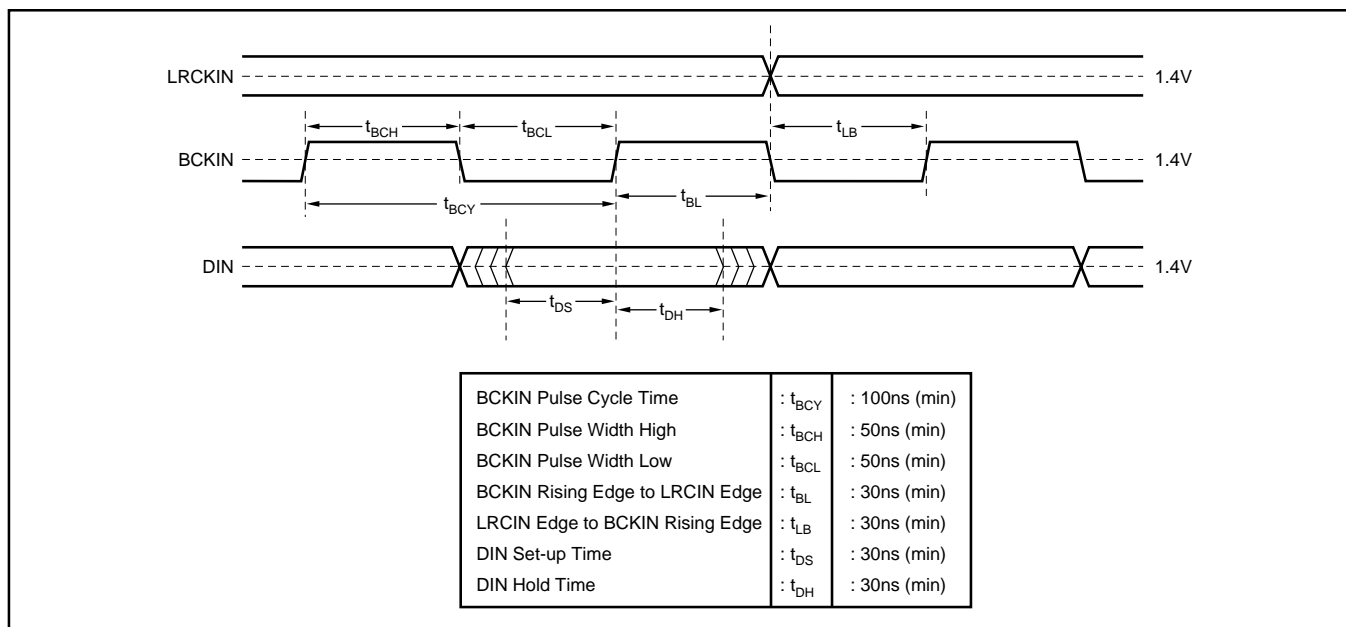 LRCKIN
1.4V
tBCH
tBCL
tLB
BCKIN
1.4V
tBCY
tBL
DIN
1.4V
tDS
tDH
BCKIN Pulse Cycle Time : tBCY : 100ns (min)
BCKIN Pulse Width High : tBCH : 50ns (min)
BCKIN Pulse Width Low : tBCL : 50ns (min)
BCKIN Rising Edge to LRCIN Edge : tBL : 30ns (min)
LRCIN Edge to BCKIN Rising Edge : tLB : 30ns (min)
DIN Set-up Time : tDS : 30ns (min)
DIN Hold Time : tDH : 30ns (min)